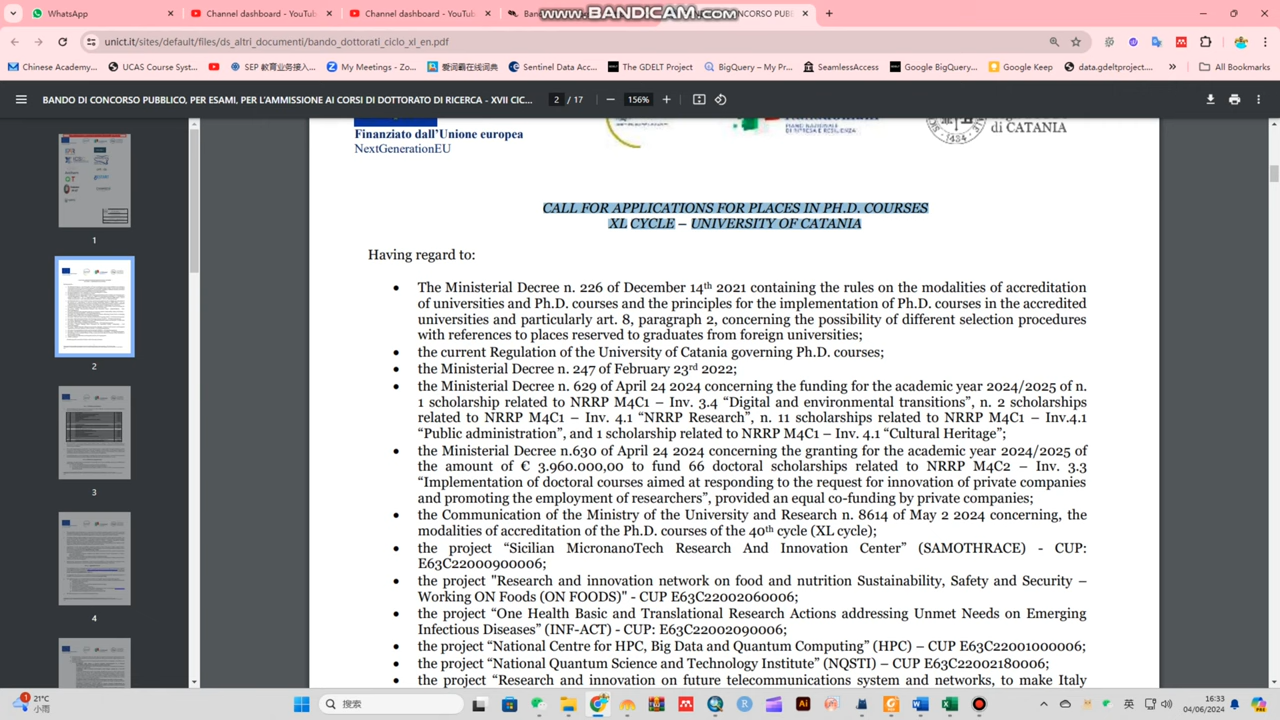 WhatsApp
Channel dashboard - YouTu
Channel dashboard - YouTu
Ban
www.BANDICAM.com
NCORSO PUBB
unict.it/sites/default/files/ds_altri_documenti/bando_dottorati_ciclo_xl_en.pdf
Chinese Academy...
UCAS Course Syst...
SEP 教育业务接入...
My Meetings - Zo...
爱词霸在线词典
Sentinel Data Acc...
The GDELT Project
BigQuery – My Pr...
SeamlessAccess
Google BigQuery...
Google Keep
data.gdeltproject....
All Bookmarks
BANDO DI CONCORSO PUBBLICO, PER ESAMI, PER L'AMMISSIONE AI CORSI DI DOTTORATO DI RICERCA - XVII CIC...
2 / 17
156%
Finanziato dall'Unione europea
NextGenerationEU
DI RIPRESA E RESILIENZA
di CATANIA
1
2
3
4
CALL FOR APPLICATIONS FOR PLACES IN PH.D. COURSES
XL CYCLE – UNIVERSITY OF CATANIA
Having regard to:
• The Ministerial Decree n. 226 of December 14th 2021 containing the rules on the modalities of accreditation
of universities and Ph.D. courses and the principles for the implementation of Ph.D. courses in the accredited
universities and particularly art. 8, paragraph 2, concerning the possibility of different selection procedures
with references to places reserved to graduates from foreign universities;
• the current Regulation of the University of Catania governing Ph.D. courses;
• the Ministerial Decree n. 247 of February 23rd 2022;
• the Ministerial Decree n. 629 of April 24 2024 concerning the funding for the academic year 2024/2025 of n.
1 scholarship related to NRRP M4C1 – Inv. 3.4 “Digital and environmental transitions”, n. 2 scholarships
related to NRRP M4C1 – Inv. 4.1 “NRRP Research”, n. 11 scholarships related to NRRP M4C1 – Inv.4.1
“Public administration”, and 1 scholarship related to NRRP M4C1 – Inv. 4.1 “Cultural Heritage”;
• the Ministerial Decree n.630 of April 24 2024 concerning the granting for the academic year 2024/2025 of
the amount of € 3.960.000,00 to fund 66 doctoral scholarships related to NRRP M4C2 – Inv. 3.3
“Implementation of doctoral courses aimed at responding to the request for innovation of private companies
and promoting the employment of researchers”, provided an equal co-funding by private companies;
• the Communication of the Ministry of the University and Research n. 8614 of May 2 2024 concerning, the
modalities of accreditation of the Ph.D. courses of the 40th cycle (XL cycle);
• the project “Sicilian MicronanoTech Research And Innovation Center” (SAMOTHRACE) - CUP:
E63C22000900006;
• the project "Research and innovation network on food and nutrition Sustainability, Safety and Security –
Working ON Foods (ON FOODS)" - CUP E63C22002060006;
• the project “One Health Basic and Translational Research Actions addressing Unmet Needs on Emerging
Infectious Diseases” (INF-ACT) - CUP: E63C22002090006;
• the project “National Centre for HPC, Big Data and Quantum Computing” (HPC) – CUP E63C22001000006;
• the project “National Quantum Science and Technology Institute” (NQSTI) – CUP E63C22002180006;
• the project “Research and innovation on future telecommunications system and networks, to make Italy
1
21°C
小雨
搜索
英
16:33
04/06/2024